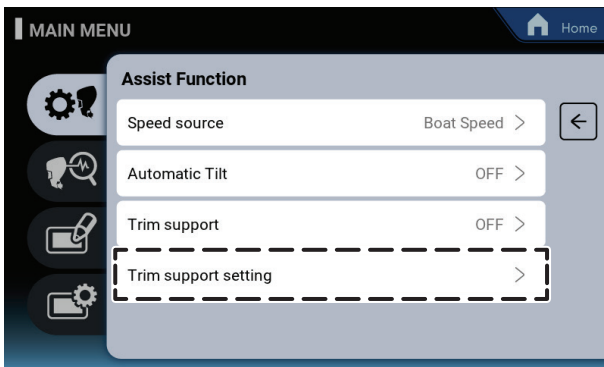 MAIN MENU
Home
Assist Function
Speed source Boat Speed
Automatic Tilt OFF
Trim support OFF
Trim support setting